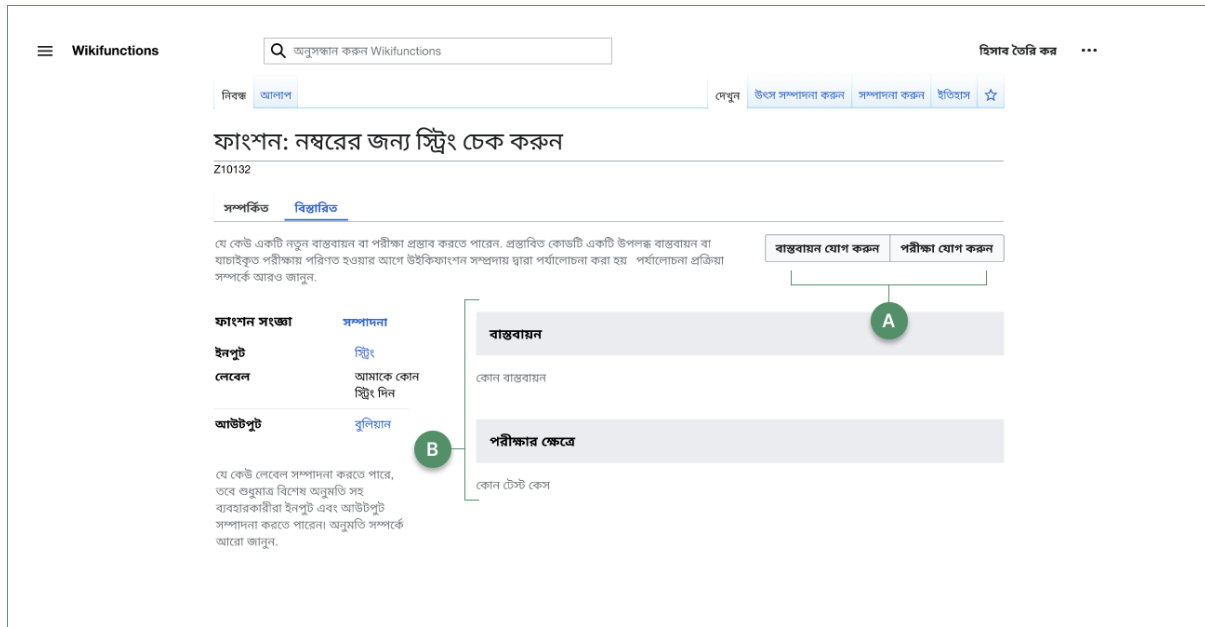 Wikifunctions
অনুসন্ধান করুন Wikifunctions
হিসাব তৈরি কর
নিবন্ধ আলাপ
দেখুন উৎস সম্পাদনা করুন সম্পাদনা করুন ইতিহাস
ফাংশন: নম্বরের জন্য স্ট্রিং চেক করুন
Z10132
সম্পর্কিত বিস্তারিত
যে কেউ একটি নতুন বাস্তবায়ন বা পরীক্ষা প্রস্তাব করতে পারেন. প্রস্তাবিত কোডটি একটি উপলব্ধ বাস্তবায়ন বা
যাচাইকৃত পরীক্ষায় পরিণত হওয়ার আগে উইকিফাংশন সম্প্রদায় দ্বারা পর্যালোচনা করা হয় পর্যালোচনা প্রক্রিয়া
সম্পর্কে আরও জানুন.
বাস্তবায়ন যোগ করুন পরীক্ষা যোগ করুন
A
ফাংশন সংজ্ঞা সম্পাদনা
ইনপুট স্ট্রিং
লেবেল আমাকে কোন
স্ট্রিং দিন
আউটপুট বুলিয়ান
যে কেউ লেবেল সম্পাদনা করতে পারে,
তবে শুধুমাত্র বিশেষ অনুমতি সহ
ব্যবহারকারীরা ইনপুট এবং আউটপুট
সম্পাদনা করতে পারেন। অনুমতি সম্পর্কে
আরো জানুন.
B
বাস্তবায়ন
কোন বাস্তবায়ন
পরীক্ষার ক্ষেত্রে
কোন টেস্ট কেস